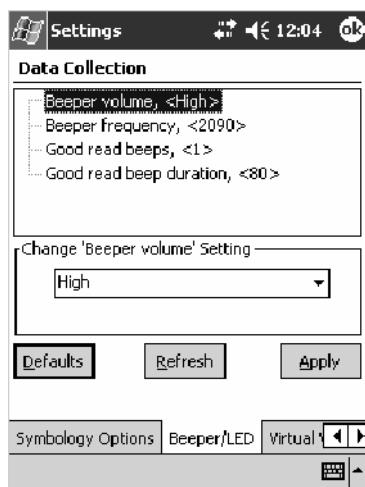 Settings 12:04 ok
Data Collection
Beeper volume, <High>
Beeper frequency, <2090>
Good read beeps, <1>
Good read beep duration, <80>
Change 'Beeper volume' Setting
High
Defaults Refresh Apply
Symbology Options Beeper/LED Virtual